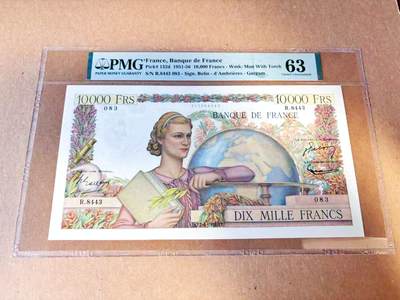 PMG
PAPER MONEY GUARANTY
France, Banque de France
Pick# 132d 1951-56 10,000 Francs - Wmk: Man With Torch
S/N R.8443 083 - Sign. Belin - d'Ambrières - Gargam
63
10000 FRS
10000 FRS
083
R.8443
BANQUE DE FRANCE
R.8443
083
DIX MILLE FRANCS